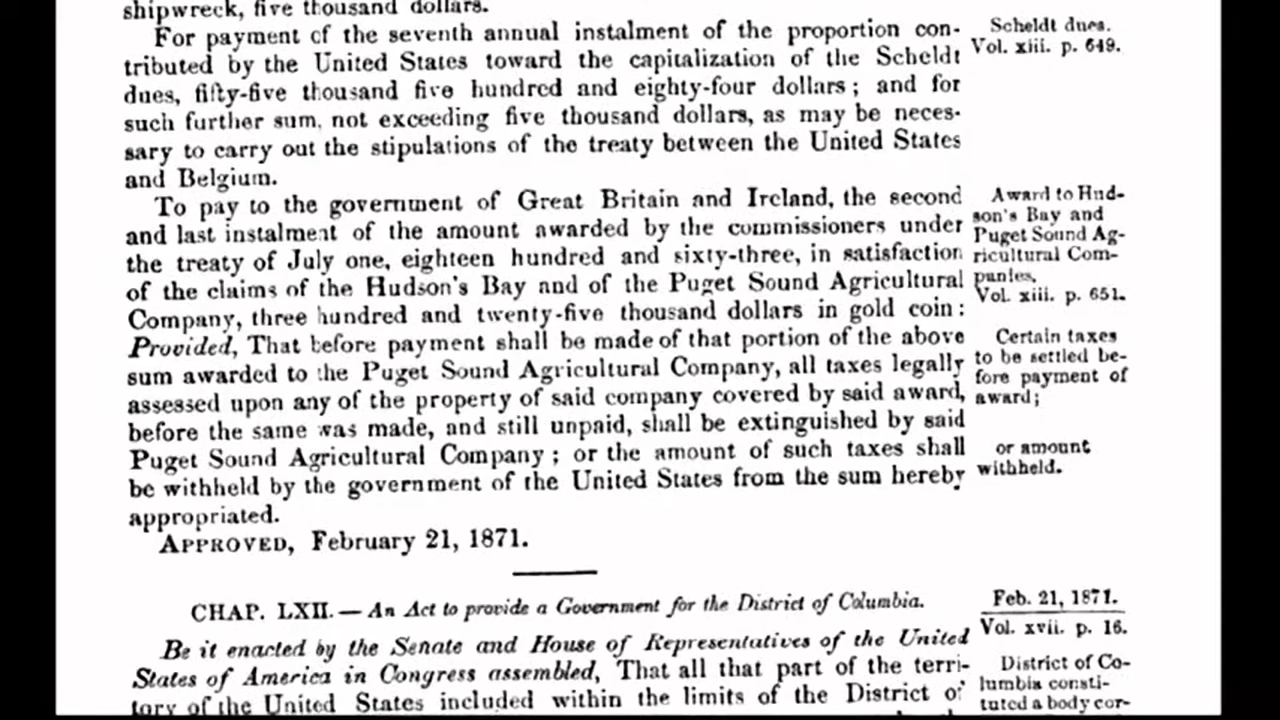 shipwreck, five thousand dollars.
For payment of the seventh annual instalment of the proportion con-
tributed by the United States toward the capitalization of the Scheldt
dues, fifty-five thousand five hundred and eighty-four dollars; and for
such further sum, not exceeding five thousand dollars, as may be neces-
sary to carry out the stipulations of the treaty between the United States
and Belgium.
Scheldt dues.
Vol. xiii. p. 649.
To pay to the government of Great Britain and Ireland, the second
and last instalment of the amount awarded by the commissioners under
the treaty of July one, eighteen hundred and sixty-three, in satisfaction
of the claims of the Hudson's Bay and of the Puget Sound Agricultural
Company, three hundred and twenty-five thousand dollars in gold coin:
Provided, That before payment shall be made of that portion of the above
sum awarded to the Puget Sound Agricultural Company, all taxes legally
assessed upon any of the property of said company covered by said award,
before the same was made, and still unpaid, shall be extinguished by said
Puget Sound Agricultural Company; or the amount of such taxes shall
be withheld by the government of the United States from the sum hereby
appropriated.
Award to Hud-
son's Bay and
Puget Sound Ag-
ricultural Com-
panies.
Vol. xiii. p. 651.
Certain taxes
to be settled be-
fore payment of
award;
or amount
withheld.
APPROVED, February 21, 1871.
CHAP. LXII.—An Act to provide a Government for the District of Columbia.
Be it enacted by the Senate and House of Representatives of the United
States of America in Congress assembled, That all that part of the terri-
tory of the United States included within the limits of the District of
Feb. 21, 1871.
Vol. xvii. p. 16.
District of Co-
lumbia consti-
tuted a body cor-